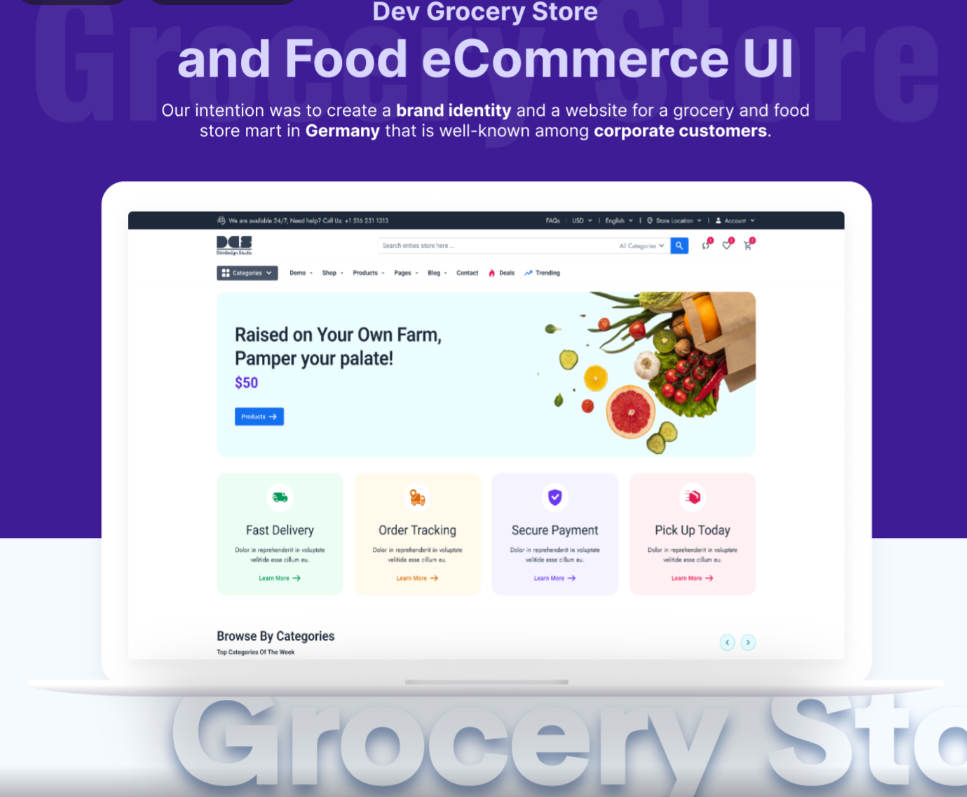 Grocery Store
Dev Grocery Store
and Food eCommerce UI
Our intention was to create a brand identity and a website for a grocery and food
store mart in Germany that is well-known among corporate customers.
We are available 24/7, Need help? Call Us: +1 516 231 1313
FAQs | USD | English | Store Location | Account
Search enties store here ...
All Categories
Categories Demo Shop Products Pages Blog Contact Deals Trending
Raised on Your Own Farm,
Pamper your palate!
$50
Products →
Fast Delivery
Dolor in reprehenderit in voluptate
velitide esse cillum eu.
Learn More →
Order Tracking
Dolor in reprehenderit in voluptate
velitide esse cillum eu.
Learn More →
Secure Payment
Dolor in reprehenderit in voluptate
velitide esse cillum eu.
Learn More →
Pick Up Today
Dolor in reprehenderit in voluptate
velitide esse cillum eu.
Learn More →
Browse By Categories
Top Categories Of The Week
Grocery Sto